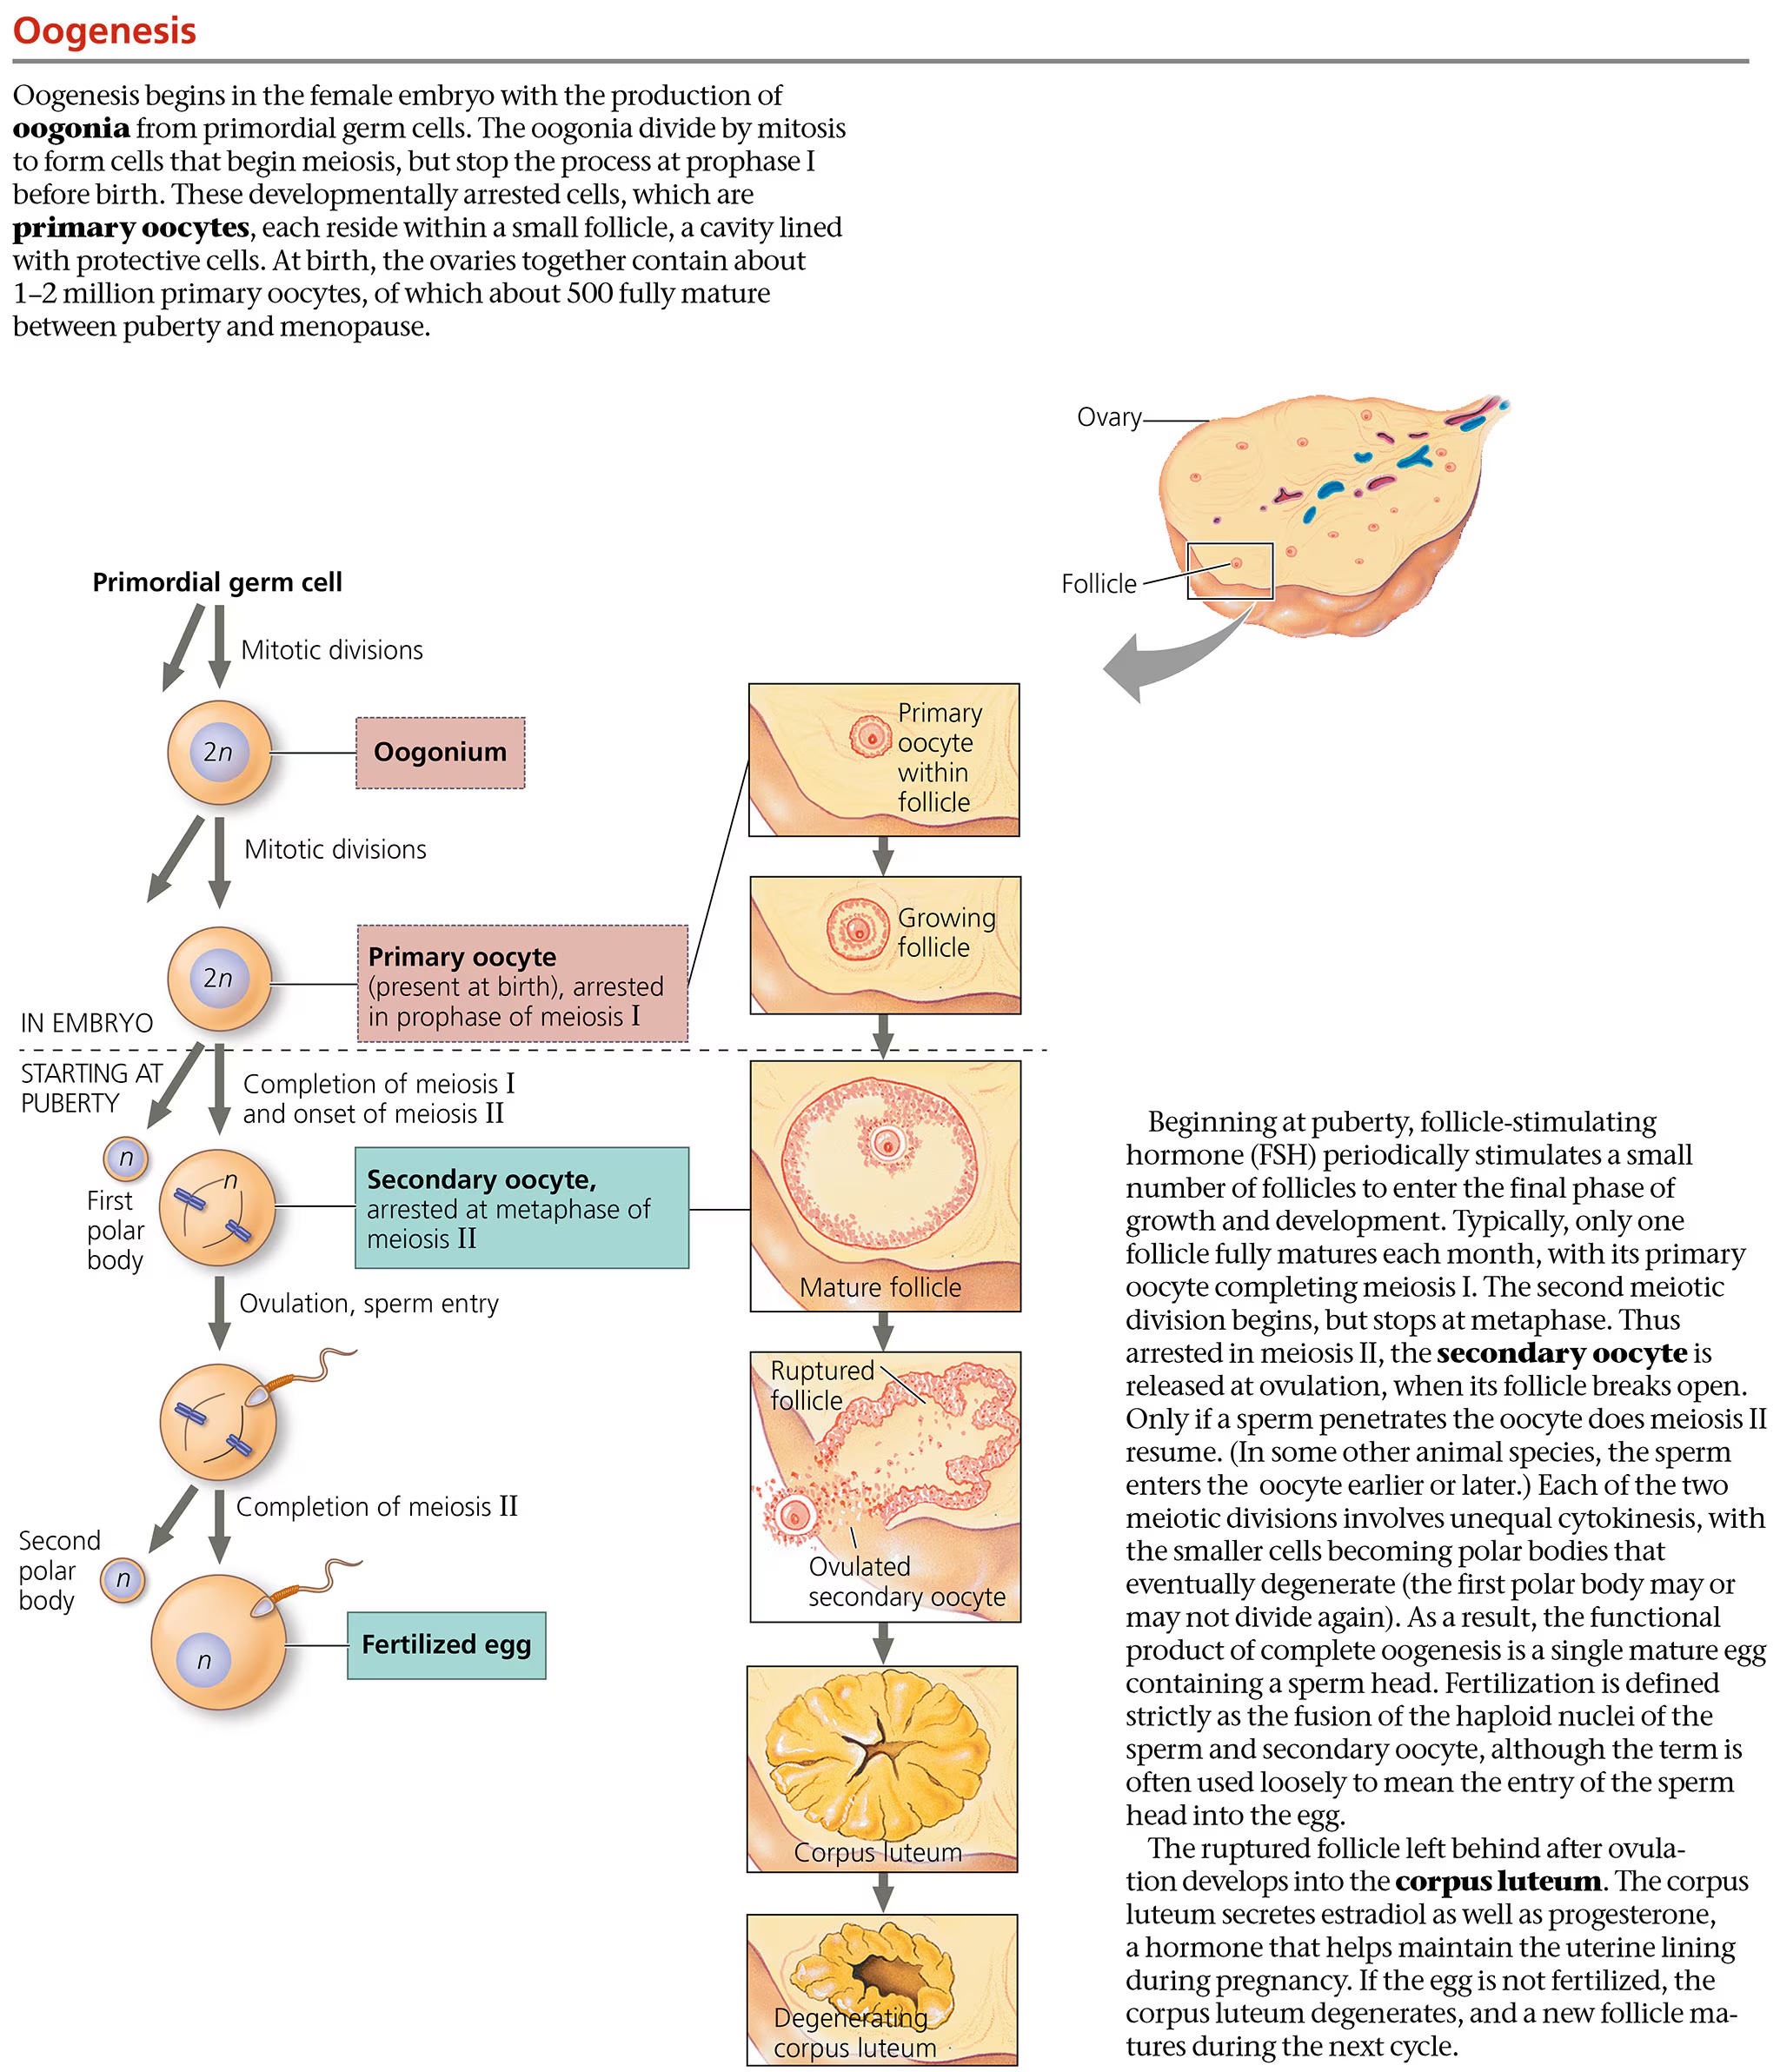 Oogenesis
Oogenesis begins in the female embryo with the production of
oogonia from primordial germ cells. The oogonia divide by mitosis
to form cells that begin meiosis, but stop the process at prophase I
before birth. These developmentally arrested cells, which are
primary oocytes, each reside within a small follicle, a cavity lined
with protective cells. At birth, the ovaries together contain about
1–2 million primary oocytes, of which about 500 fully mature
between puberty and menopause.
Ovary
Follicle
Primordial germ cell
Mitotic divisions
2n
Oogonium
Mitotic divisions
2n
Primary oocyte
(present at birth), arrested
in prophase of meiosis I
IN EMBRYO
STARTING AT
PUBERTY
Completion of meiosis I
and onset of meiosis II
n
First
polar
body
n
Secondary oocyte,
arrested at metaphase of
meiosis II
Ovulation, sperm entry
Completion of meiosis II
Second
polar
body
n
n
Fertilized egg
Primary
oocyte
within
follicle
Growing
follicle
Mature follicle
Ruptured
follicle
Ovulated
secondary oocyte
Corpus luteum
Degenerating
corpus luteum
Beginning at puberty, follicle-stimulating
hormone (FSH) periodically stimulates a small
number of follicles to enter the final phase of
growth and development. Typically, only one
follicle fully matures each month, with its primary
oocyte completing meiosis I. The second meiotic
division begins, but stops at metaphase. Thus
arrested in meiosis II, the secondary oocyte is
released at ovulation, when its follicle breaks open.
Only if a sperm penetrates the oocyte does meiosis II
resume. (In some other animal species, the sperm
enters the oocyte earlier or later.) Each of the two
meiotic divisions involves unequal cytokinesis, with
the smaller cells becoming polar bodies that
eventually degenerate (the first polar body may or
may not divide again). As a result, the functional
product of complete oogenesis is a single mature egg
containing a sperm head. Fertilization is defined
strictly as the fusion of the haploid nuclei of the
sperm and secondary oocyte, although the term is
often used loosely to mean the entry of the sperm
head into the egg.
The ruptured follicle left behind after ovula-
tion develops into the corpus luteum. The corpus
luteum secretes estradiol as well as progesterone,
a hormone that helps maintain the uterine lining
during pregnancy. If the egg is not fertilized, the
corpus luteum degenerates, and a new follicle ma-
tures during the next cycle.